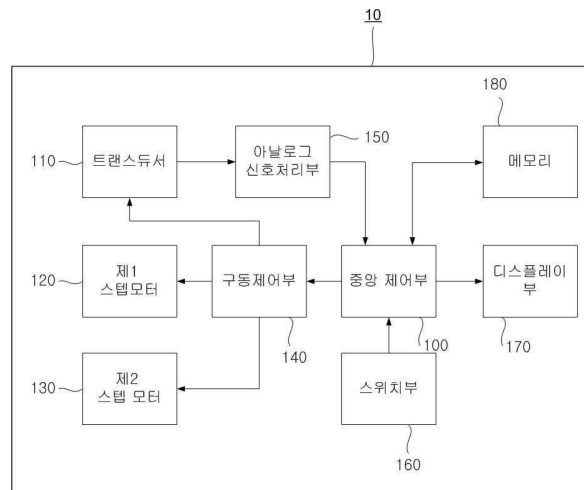 10
180
150
110
트랜스듀서
아날로그
신호처리부
메모리
120
제1
스텝모터
구동제어부
중앙 제어부
디스플레이
부
140
100
170
130
제2
스텝 모터
스위치부
160